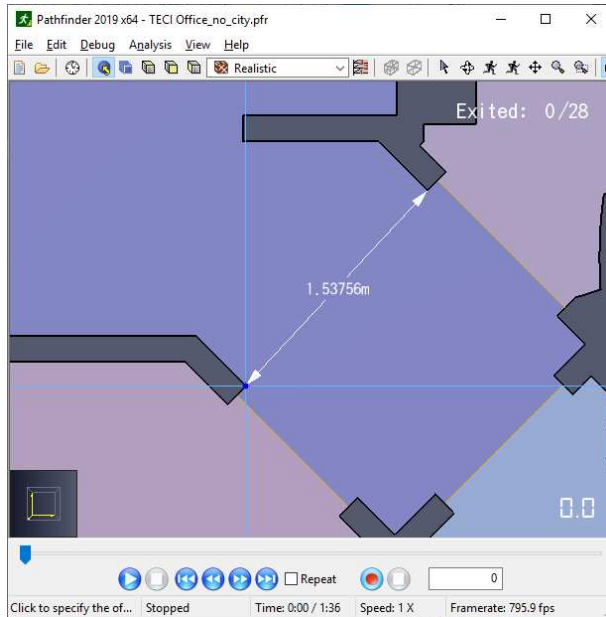 Pathfinder 2019 x64 - TECI Office_no_city.pfr
File Edit Debug Analysis View Help
Realistic
Exited: 0/28
1.53756m
0.0
Repeat
0
Click to specify the of... Stopped Time: 0:00 / 1:36 Speed: 1 X Framerate: 795.9 fps